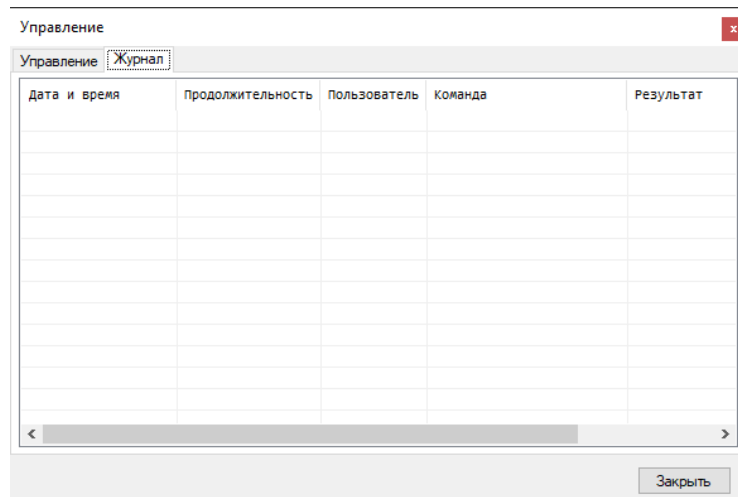 Управление
Управление Журнал
Дата и время Продолжительность Пользователь Команда Результат
Закрыть